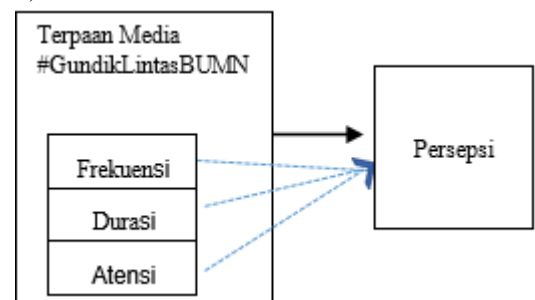 Terpaan Media
#GundikLintasBUMN
Frekuensi
Durasi
Atensi
Persepsi